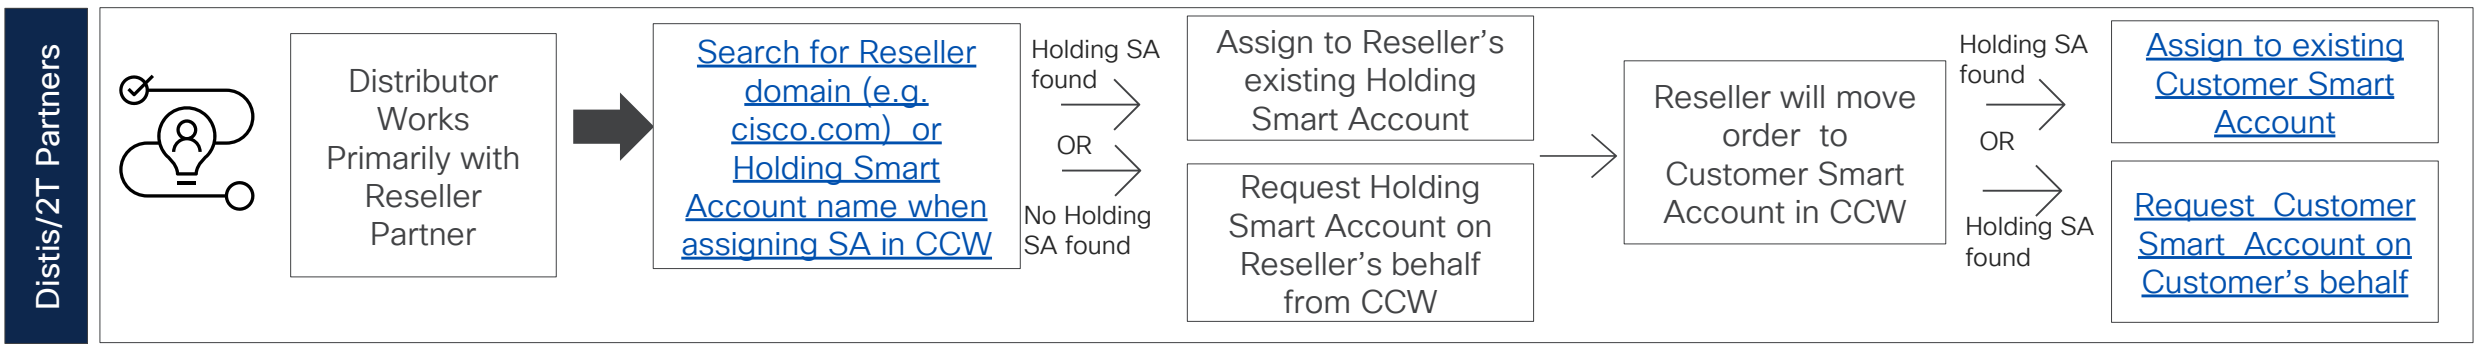 Distis/2T Partners
Distributor
Works
Primarily with
Reseller
Partner
Search for Reseller
domain (e.g.
cisco.com)  or
Holding Smart
Account name when
assigning SA in CCW
Holding SA
found
OR
No Holding
SA found
Assign to Reseller's
existing Holding
Smart Account
Request Holding
Smart Account on
Reseller's behalf
from CCW
Reseller will move
order  to
Customer Smart
Account in CCW
Holding SA
found
OR
Holding SA
found
Assign to existing
Customer Smart
Account
Request  Customer
Smart  Account on
Customer's behalf